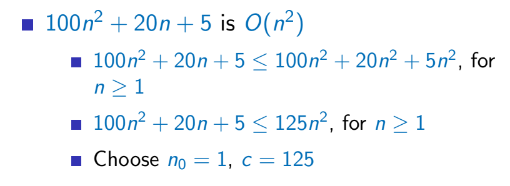 100n² + 20n + 5 is O(n²)
100n² + 20n + 5 ≤ 100n² + 20n² + 5n², for
n ≥ 1
100n² + 20n + 5 ≤ 125n², for n ≥ 1
Choose n₀ = 1, c = 125